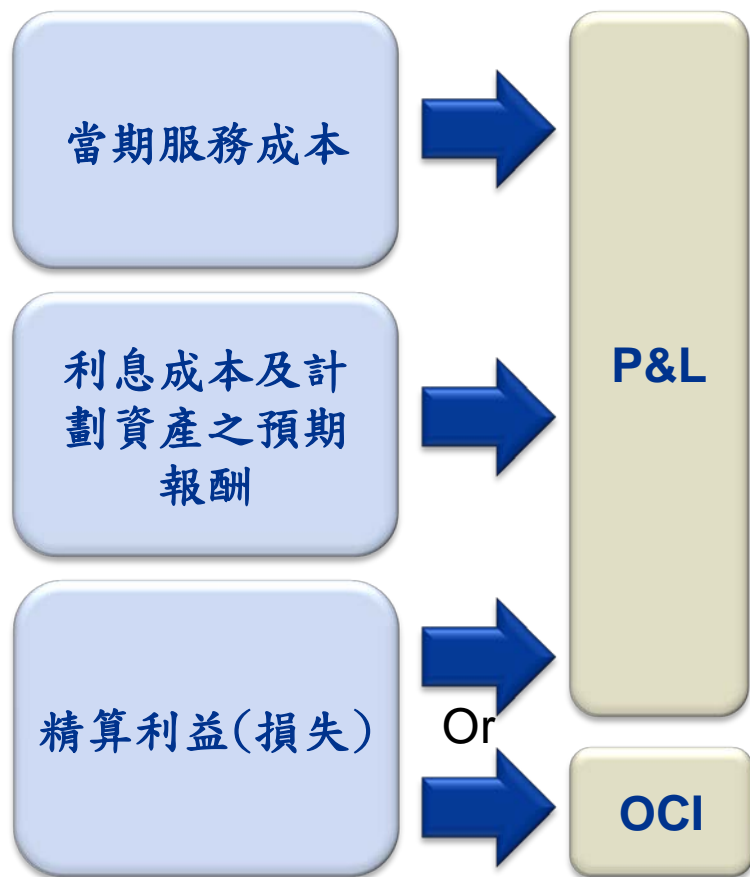 當期服務成本
利息成本及計
劃資產之預期
報酬
P&L
精算利益(損失)
Or
OCI